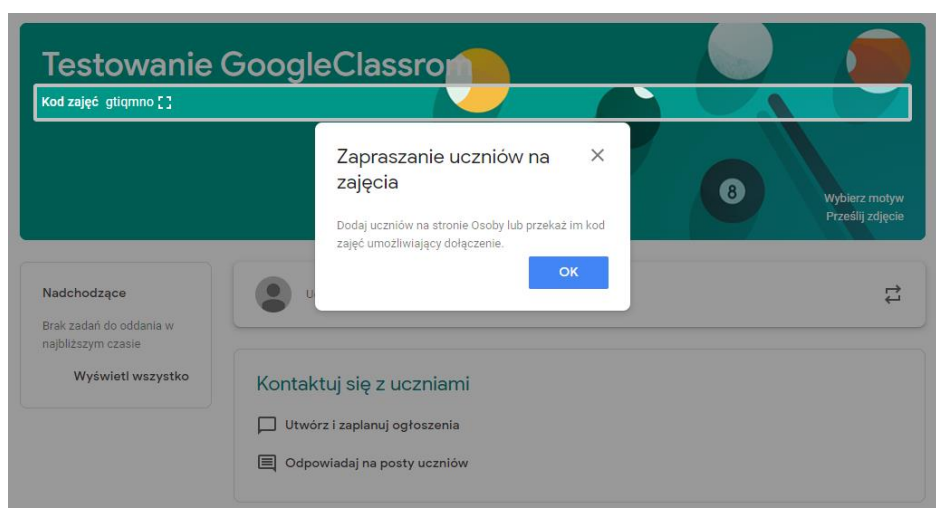 Testowanie GoogleClassrom
Kod zajęć gtiqmno
Zapraszanie uczniów na
zajęcia
Dodaj uczniów na stronie Osoby lub przekaż im kod
zajęć umożliwiający dołączenie.
OK
8
Wybierz motyw
Prześlij zdjęcie
Nadchodzące
Brak zadań do oddania w
najbliższym czasie
Wyświetl wszystko
Kontaktuj się z uczniami
Utwórz i zaplanuj ogłoszenia
Odpowiadaj na posty uczniów